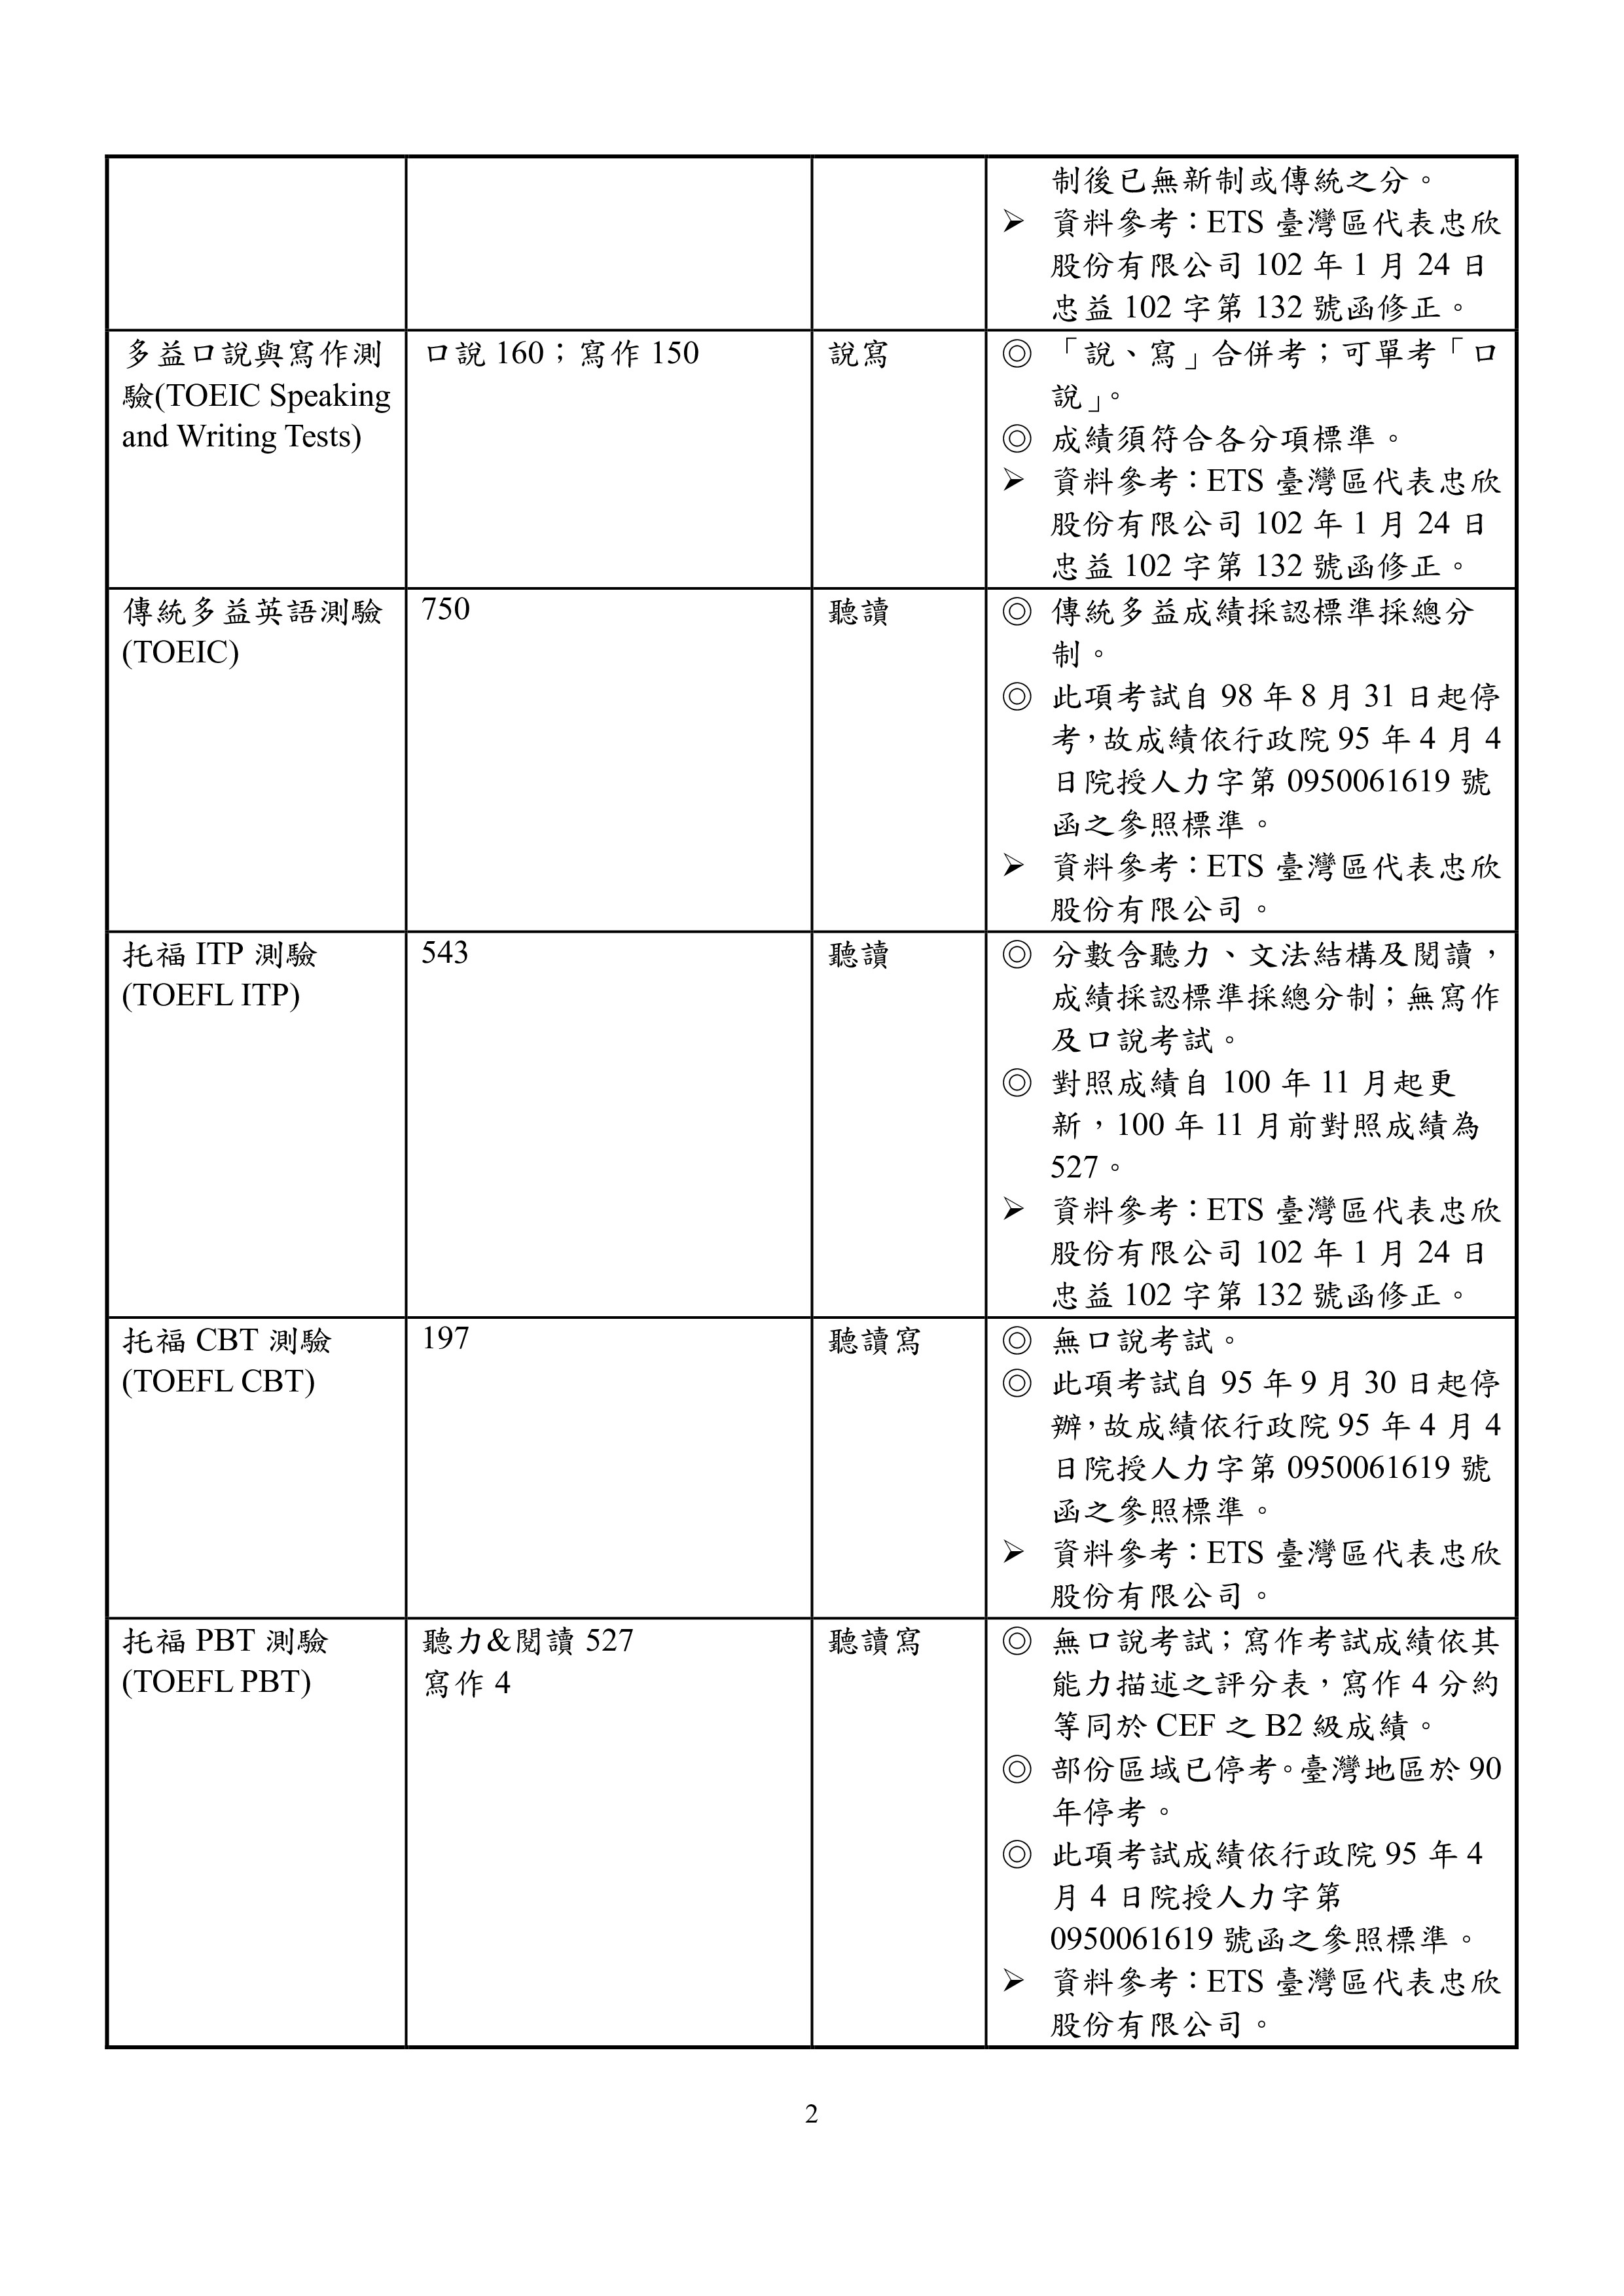 制後已無新制或傳統之分。
➢ 資料參考：ETS 臺灣區代表忠欣
股份有限公司 102 年 1 月 24 日
忠益 102 字第 132 號函修正。
多益口說與寫作測
驗(TOEIC Speaking
and Writing Tests)
口說 160；寫作 150
說寫
◎ 「說、寫」合併考；可單考「口
說」。
◎ 成績須符合各分項標準。
➢ 資料參考：ETS 臺灣區代表忠欣
股份有限公司 102 年 1 月 24 日
忠益 102 字第 132 號函修正。
傳統多益英語測驗
(TOEIC)
750
聽讀
◎ 傳統多益成績採認標準採總分
制。
◎ 此項考試自 98 年 8 月 31 日起停
考，故成績依行政院 95 年 4 月 4
日院授人力字第 0950061619 號
函之參照標準。
➢ 資料參考：ETS 臺灣區代表忠欣
股份有限公司。
托福 ITP 測驗
(TOEFL ITP)
543
聽讀
◎ 分數含聽力、文法結構及閱讀，
成績採認標準採總分制；無寫作
及口說考試。
◎ 對照成績自 100 年 11 月起更
新，100 年 11 月前對照成績為
527。
➢ 資料參考：ETS 臺灣區代表忠欣
股份有限公司 102 年 1 月 24 日
忠益 102 字第 132 號函修正。
托福 CBT 測驗
(TOEFL CBT)
197
聽讀寫
◎ 無口說考試。
◎ 此項考試自 95 年 9 月 30 日起停
辦，故成績依行政院 95 年 4 月 4
日院授人力字第 0950061619 號
函之參照標準。
➢ 資料參考：ETS 臺灣區代表忠欣
股份有限公司。
托福 PBT 測驗
(TOEFL PBT)
聽力&閱讀 527
寫作 4
聽讀寫
◎ 無口說考試；寫作考試成績依其
能力描述之評分表，寫作 4 分約
等同於 CEF 之 B2 級成績。
◎ 部份區域已停考。臺灣地區於 90
年停考。
◎ 此項考試成績依行政院 95 年 4
月 4 日院授人力字第
0950061619 號函之參照標準。
➢ 資料參考：ETS 臺灣區代表忠欣
股份有限公司。
2